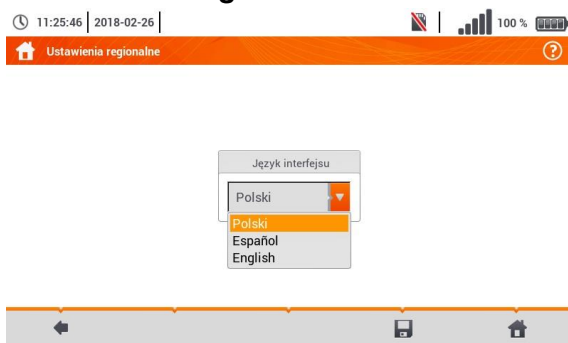 11:25:46 2018-02-26 100 %
Ustawienia regionalne ?
Język interfejsu
Polski
Polski
Español
English